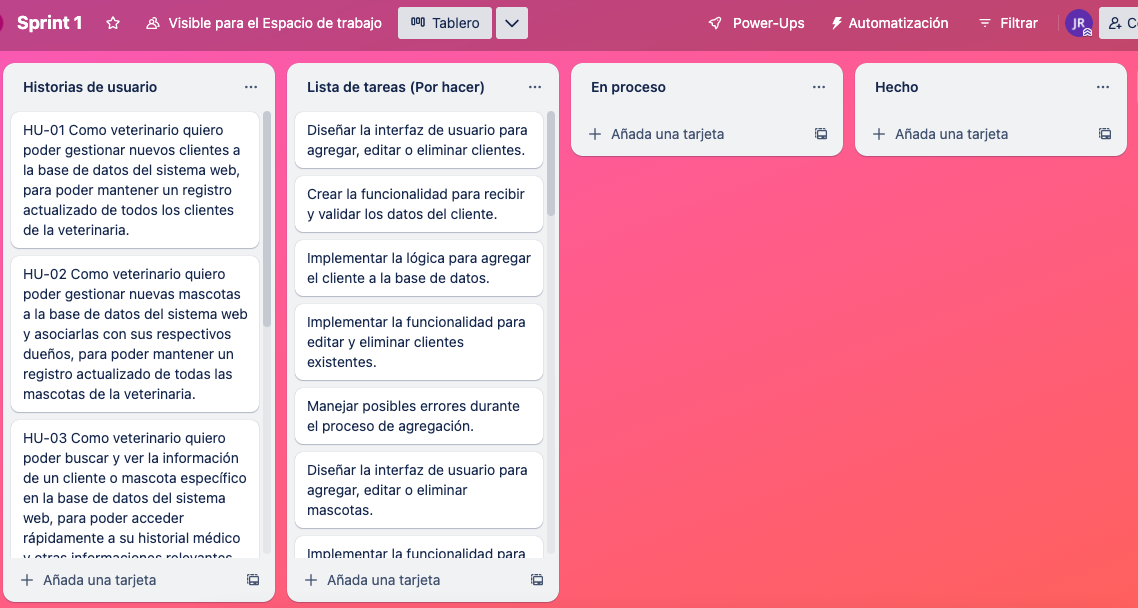 Sprint 1
Visible para el Espacio de trabajo
Tablero
Power-Ups
Automatización
Filtrar
JR
Historias de usuario
HU-01 Como veterinario quiero
poder gestionar nuevos clientes a
la base de datos del sistema web,
para poder mantener un registro
actualizado de todos los clientes
de la veterinaria.
HU-02 Como veterinario quiero
poder gestionar nuevas mascotas
a la base de datos del sistema web
y asociarlas con sus respectivos
dueños, para poder mantener un
registro actualizado de todas las
mascotas de la veterinaria.
HU-03 Como veterinario quiero
poder buscar y ver la información
de un cliente o mascota específico
en la base de datos del sistema
web, para poder acceder
rápidamente a su historial médico
y otras informaciones relevantes
Añada una tarjeta
Lista de tareas (Por hacer)
Diseñar la interfaz de usuario para
agregar, editar o eliminar clientes.
Crear la funcionalidad para recibir
y validar los datos del cliente.
Implementar la lógica para agregar
el cliente a la base de datos.
Implementar la funcionalidad para
editar y eliminar clientes
existentes.
Manejar posibles errores durante
el proceso de agregación.
Diseñar la interfaz de usuario para
agregar, editar o eliminar
mascotas.
Implementar la funcionalidad para
Añada una tarjeta
En proceso
Añada una tarjeta
Hecho
Añada una tarjeta